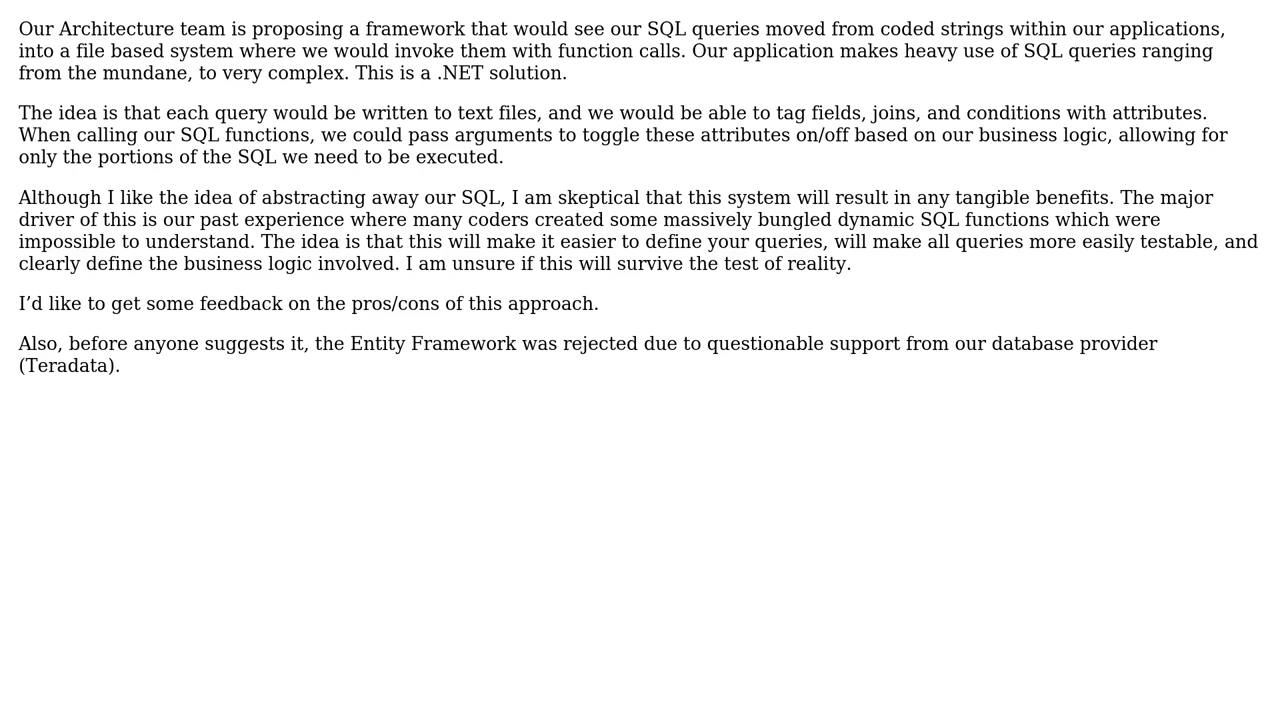 Our Architecture team is proposing a framework that would see our SQL queries moved from coded strings within our applications,
into a file based system where we would invoke them with function calls. Our application makes heavy use of SQL queries ranging
from the mundane, to very complex. This is a .NET solution.
The idea is that each query would be written to text files, and we would be able to tag fields, joins, and conditions with attributes.
When calling our SQL functions, we could pass arguments to toggle these attributes on/off based on our business logic, allowing for
only the portions of the SQL we need to be executed.
Although I like the idea of abstracting away our SQL, I am skeptical that this system will result in any tangible benefits. The major
driver of this is our past experience where many coders created some massively bungled dynamic SQL functions which were
impossible to understand. The idea is that this will make it easier to define your queries, will make all queries more easily testable, and
clearly define the business logic involved. I am unsure if this will survive the test of reality.
I’d like to get some feedback on the pros/cons of this approach.
Also, before anyone suggests it, the Entity Framework was rejected due to questionable support from our database provider
(Teradata).